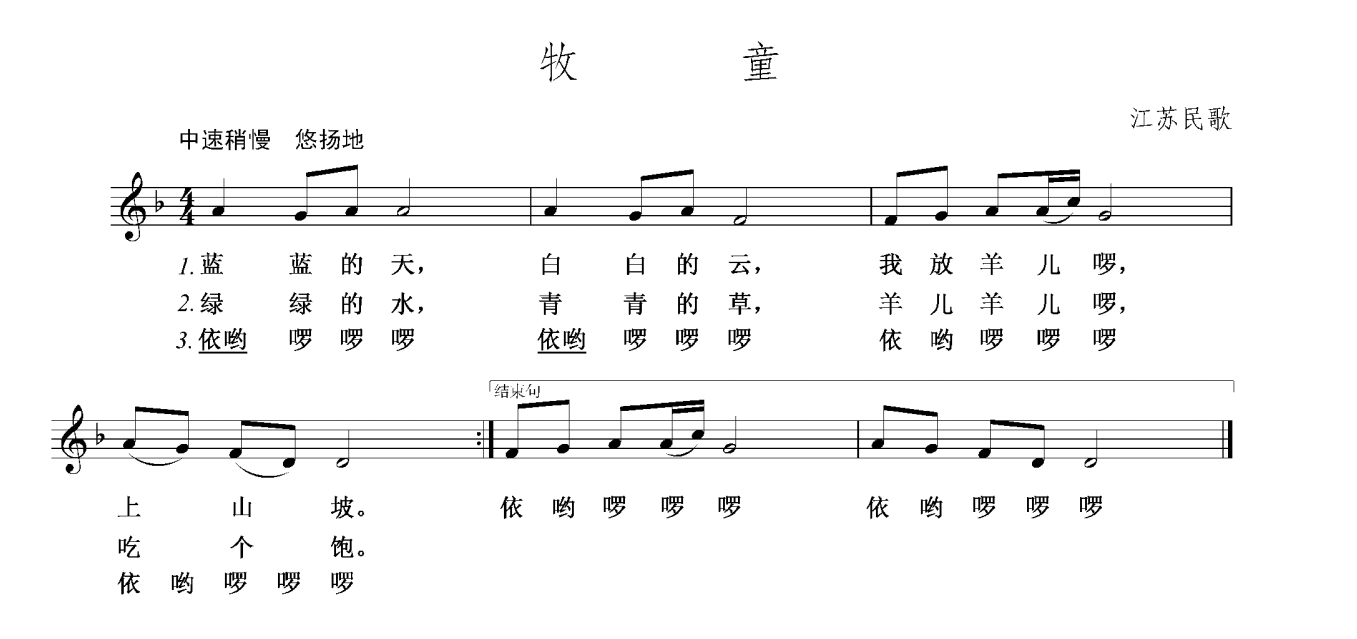 牧 童
江苏民歌
中速稍慢 悠扬地
4
4
1. 蓝 蓝 的 天， 白 白 的 云， 我 放 羊 儿 啰，
2. 绿 绿 的 水， 青 青 的 草， 羊 儿 羊 儿 啰，
3. 依哟 啰 啰 啰 依哟 啰 啰 啰 依 哟 啰 啰 啰
结束句
上 山 坡。 依 哟 啰 啰 啰 依 哟 啰 啰 啰
吃 个 饱。
依 哟 啰 啰 啰